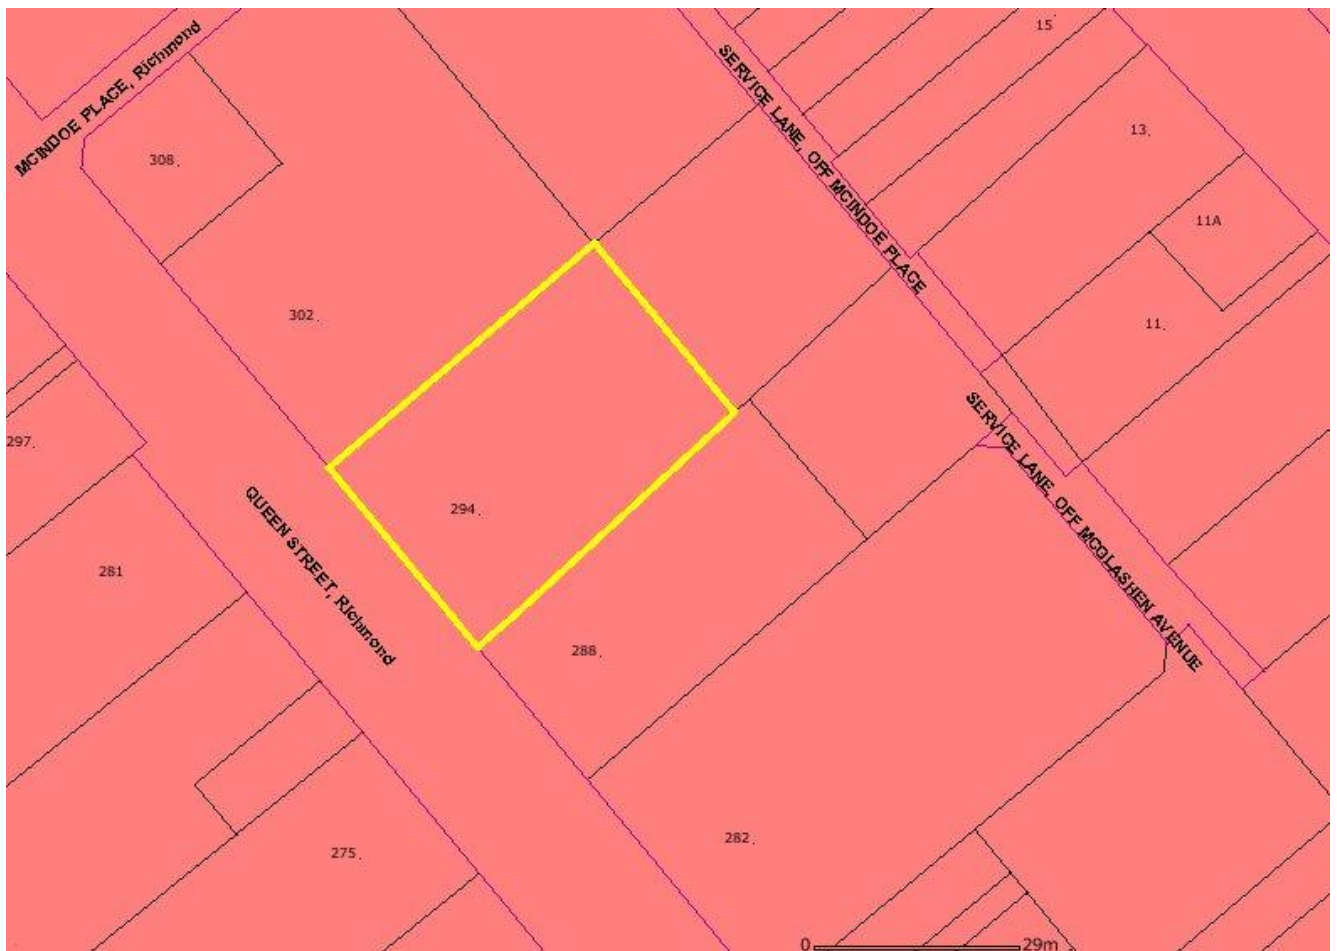 15
MCINDOE PLACE, Richmond
SERVICE LANE, OFF MCINDOE PLACE
13.
308.
11A
302.
11.
SERVICE LANE, OFF MCGLASHEN AVENUE
297.
294.
QUEEN STREET, Richmond
281
288.
282.
275.
0 29m